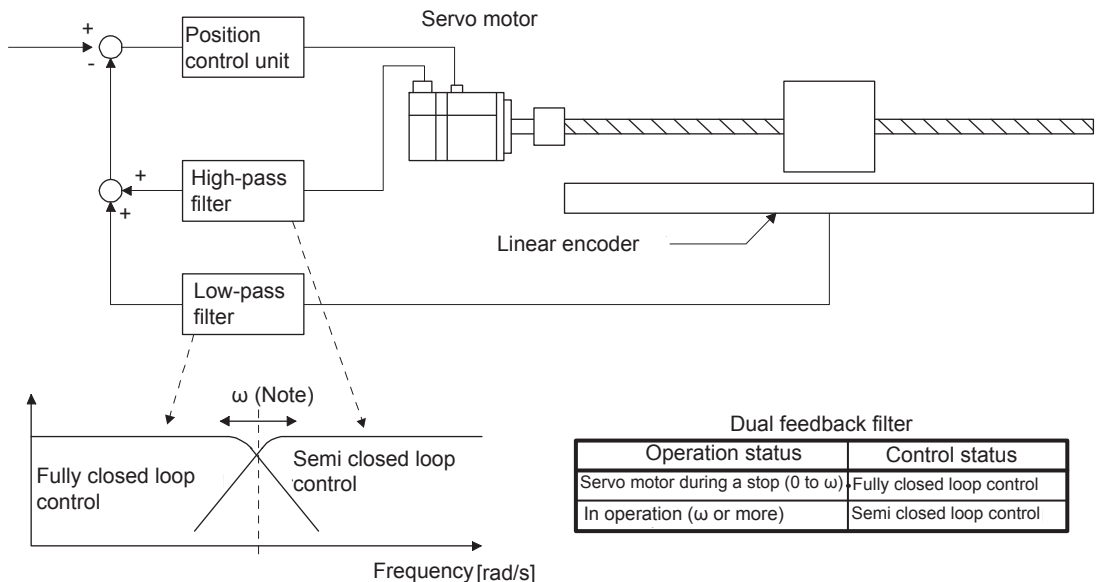 Servo motor
+
-
Position
control unit
+
+
High-pass
filter
Linear encoder
Low-pass
filter
ω (Note)
Fully closed loop
control
Semi closed loop
control
Frequency [rad/s]
Dual feedback filter
Operation status Control status
Servo motor during a stop (0 to ω) Fully closed loop control
In operation (ω or more) Semi closed loop control